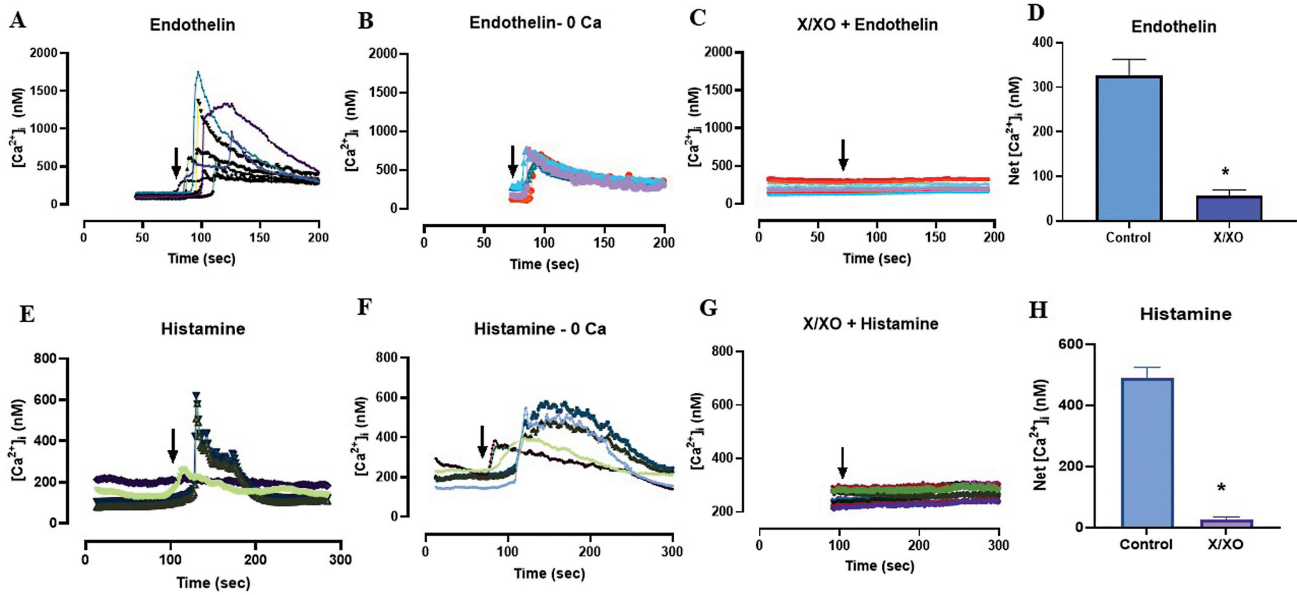 A
Endothelin
[Ca²⁺]ᵢ (nM)
2000
1500
1000
500
0
0 50 100 150 200
Time (sec)
B
Endothelin- 0 Ca
[Ca²⁺]ᵢ (nM)
2000
1500
1000
500
0
0 50 100 150 200
Time (sec)
C
X/XO + Endothelin
[Ca²⁺]ᵢ (nM)
2000
1500
1000
500
0
0 50 100 150 200
Time (sec)
D
Endothelin
Net [Ca²⁺]ᵢ (nM)
400
300
200
100
0
*
Control X/XO
E
Histamine
[Ca²⁺]ᵢ (nM)
800
600
400
200
0
0 100 200 300
Time (sec)
F
Histamine - 0 Ca
[Ca²⁺]ᵢ (nM)
800
600
400
200
0
0 100 200 300
Time (sec)
G
X/XO + Histamine
[Ca²⁺]ᵢ (nM)
800
600
400
200
0 100 200 300
Time (sec)
H
Histamine
Net [Ca²⁺]ᵢ (nM)
600
400
200
0
*
Control X/XO